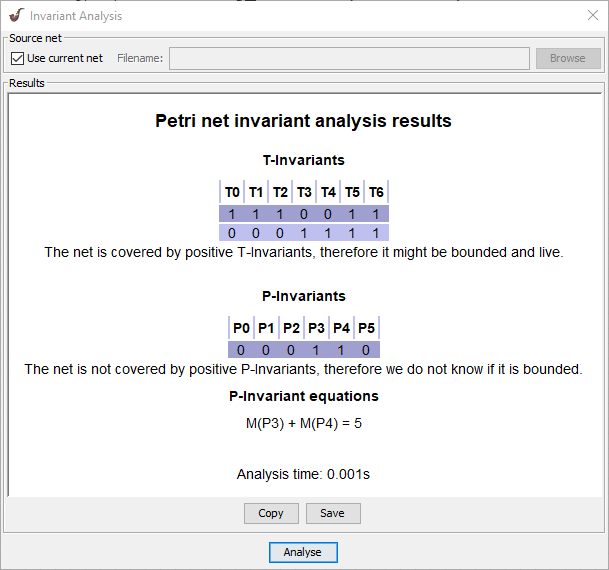 Invariant Analysis
Source net
Use current net Filename: Browse
Results
Petri net invariant analysis results
T-Invariants
T0 T1 T2 T3 T4 T5 T6
1 1 1 0 0 1 1
0 0 0 1 1 1 1
The net is covered by positive T-Invariants, therefore it might be bounded and live.
P-Invariants
P0 P1 P2 P3 P4 P5
0 0 0 1 1 0
The net is not covered by positive P-Invariants, therefore we do not know if it is bounded.
P-Invariant equations
M(P3) + M(P4) = 5
Analysis time: 0.001s
Copy Save
Analyse